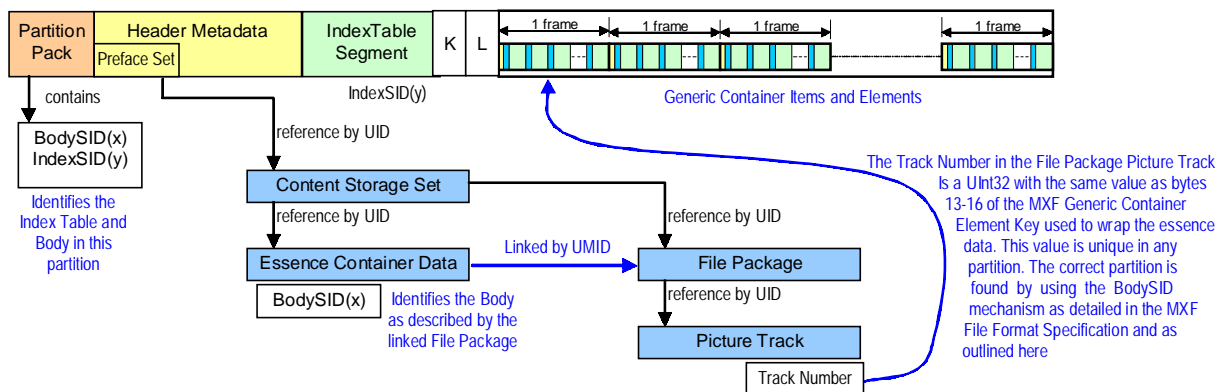 Partition Pack
Header Metadata
Preface Set
IndexTable Segment
K
L
1 frame
1 frame
1 frame
1 frame
contains
IndexSID(y)
Generic Container Items and Elements
BodySID(x)
IndexSID(y)
Identifies the
Index Table and
Body in this
partition
reference by UID
Content Storage Set
reference by UID
reference by UID
Essence Container Data
Linked by UMID
File Package
BodySID(x)
Identifies the Body
as described by the
linked File Package
reference by UID
Picture Track
Track Number
The Track Number in the File Package Picture Track
Is a UInt32 with the same value as bytes
13-16 of the MXF Generic Container
Element Key used to wrap the essence
data. This value is unique in any
partition. The correct partition is
found by using the BodySID
mechanism as detailed in the MXF
File Format Specification and as
outlined here